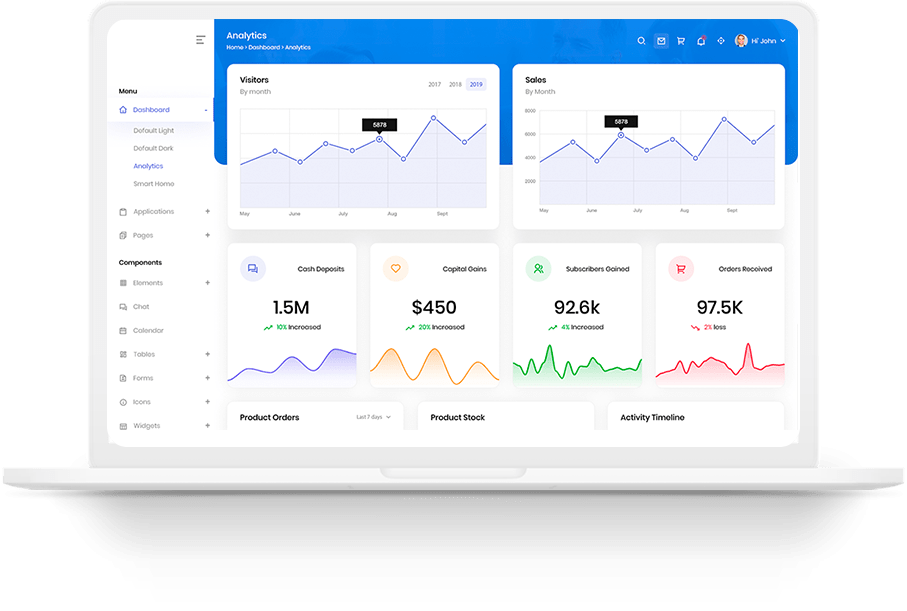 Analytics
Home > Dashboard > Analytics
Hi' John
Menu
Dashboard
Default Light
Default Dark
Analytics
Smart Home
Applications +
Pages +
Components
Elements +
Chat
Calendar
Tables +
Forms +
Icons +
Widgets +
Visitors
By month
2017 2018 2019
5878
May June July Aug Sept
Sales
By Month
8000
6000
4000
2000
5878
May June July Aug Sept
Cash Deposits
1.5M
10% Increased
Capital Gains
$450
20% Increased
Subscribers Gained
92.6k
4% Increased
Orders Received
97.5K
2% loss
Product Orders
Last 7 days
Product Stock
Activity Timeline